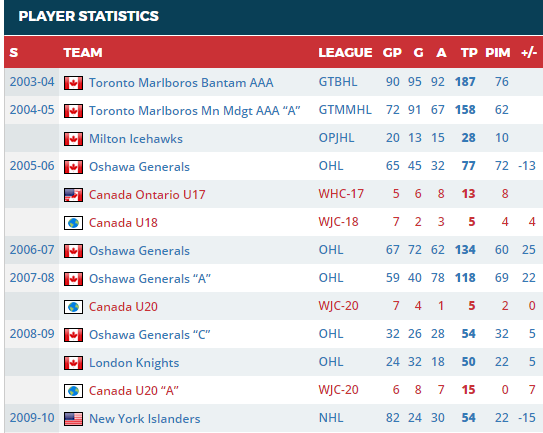 PLAYER STATISTICS
S TEAM LEAGUE GP G A TP PIM +/-
2003-04 Toronto Marlboros Bantam AAA GTBHL 90 95 92 187 76
2004-05 Toronto Marlboros Mn Mdgt AAA “A” GTMMHL 72 91 67 158 62
Milton Icehawks OPJHL 20 13 15 28 10
2005-06 Oshawa Generals OHL 65 45 32 77 72 -13
Canada Ontario U17 WHC-17 5 6 8 13 8
Canada U18 WJC-18 7 2 3 5 4 4
2006-07 Oshawa Generals OHL 67 72 62 134 60 25
2007-08 Oshawa Generals “A” OHL 59 40 78 118 69 22
Canada U20 WJC-20 7 4 1 5 2 0
2008-09 Oshawa Generals “C” OHL 32 26 28 54 32 5
London Knights OHL 24 32 18 50 22 5
Canada U20 “A” WJC-20 6 8 7 15 0 7
2009-10 New York Islanders NHL 82 24 30 54 22 -15